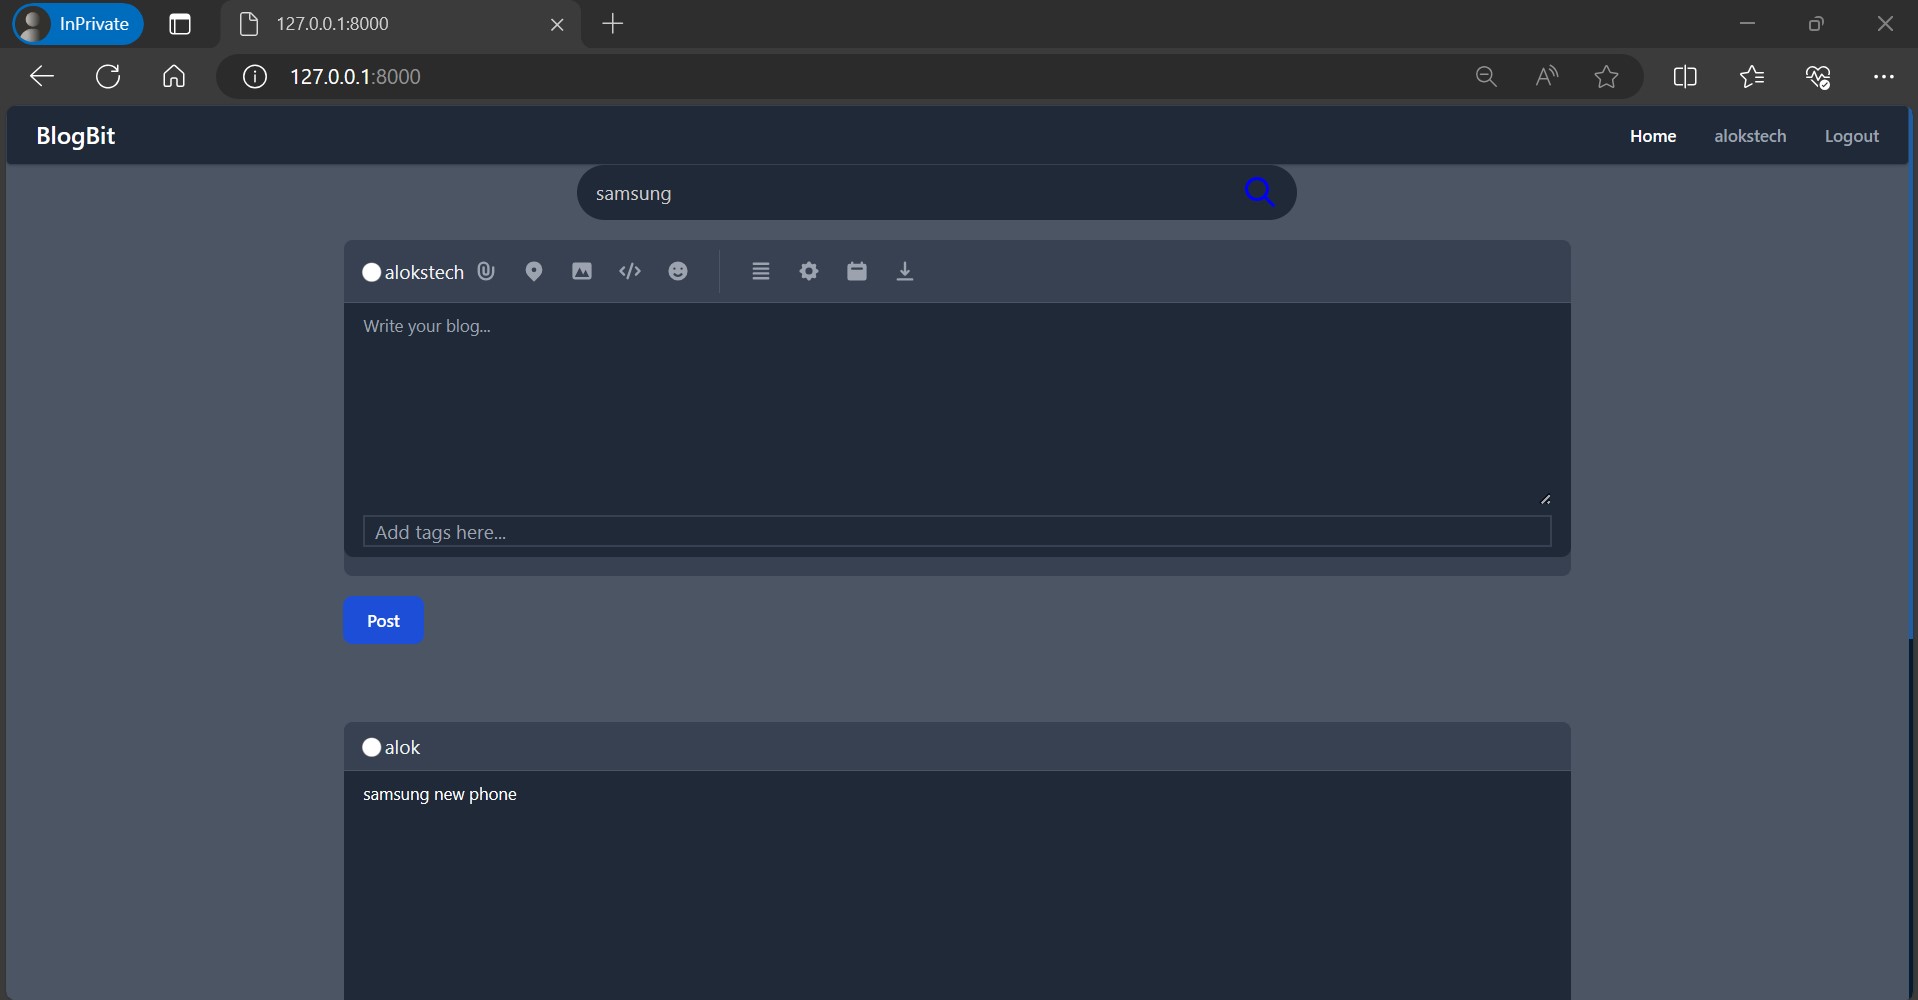 InPrivate
127.0.0.1:8000
127.0.0.1:8000
BlogBit
Home alokstech Logout
samsung
alokstech
Write your blog...
Add tags here...
Post
alok
samsung new phone